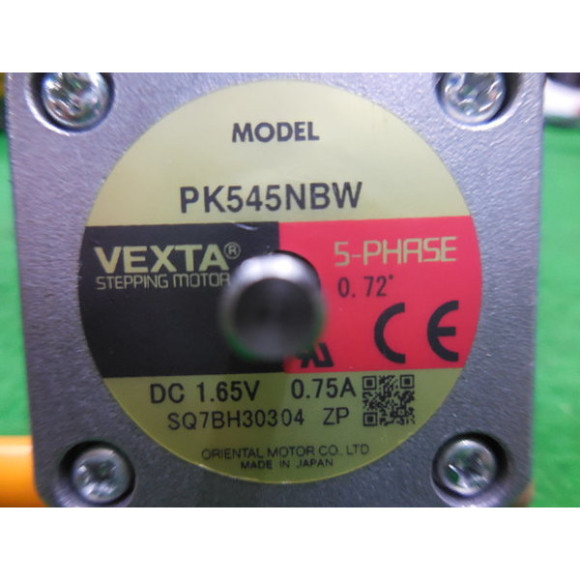 MODEL
PK545NBW
VEXTA® 5-PHASE
STEPPING MOTOR 0.72°
CE
DC 1.65V 0.75A
SQ7BH30304 ZP
ORIENTAL MOTOR CO. LTD
MADE IN JAPAN